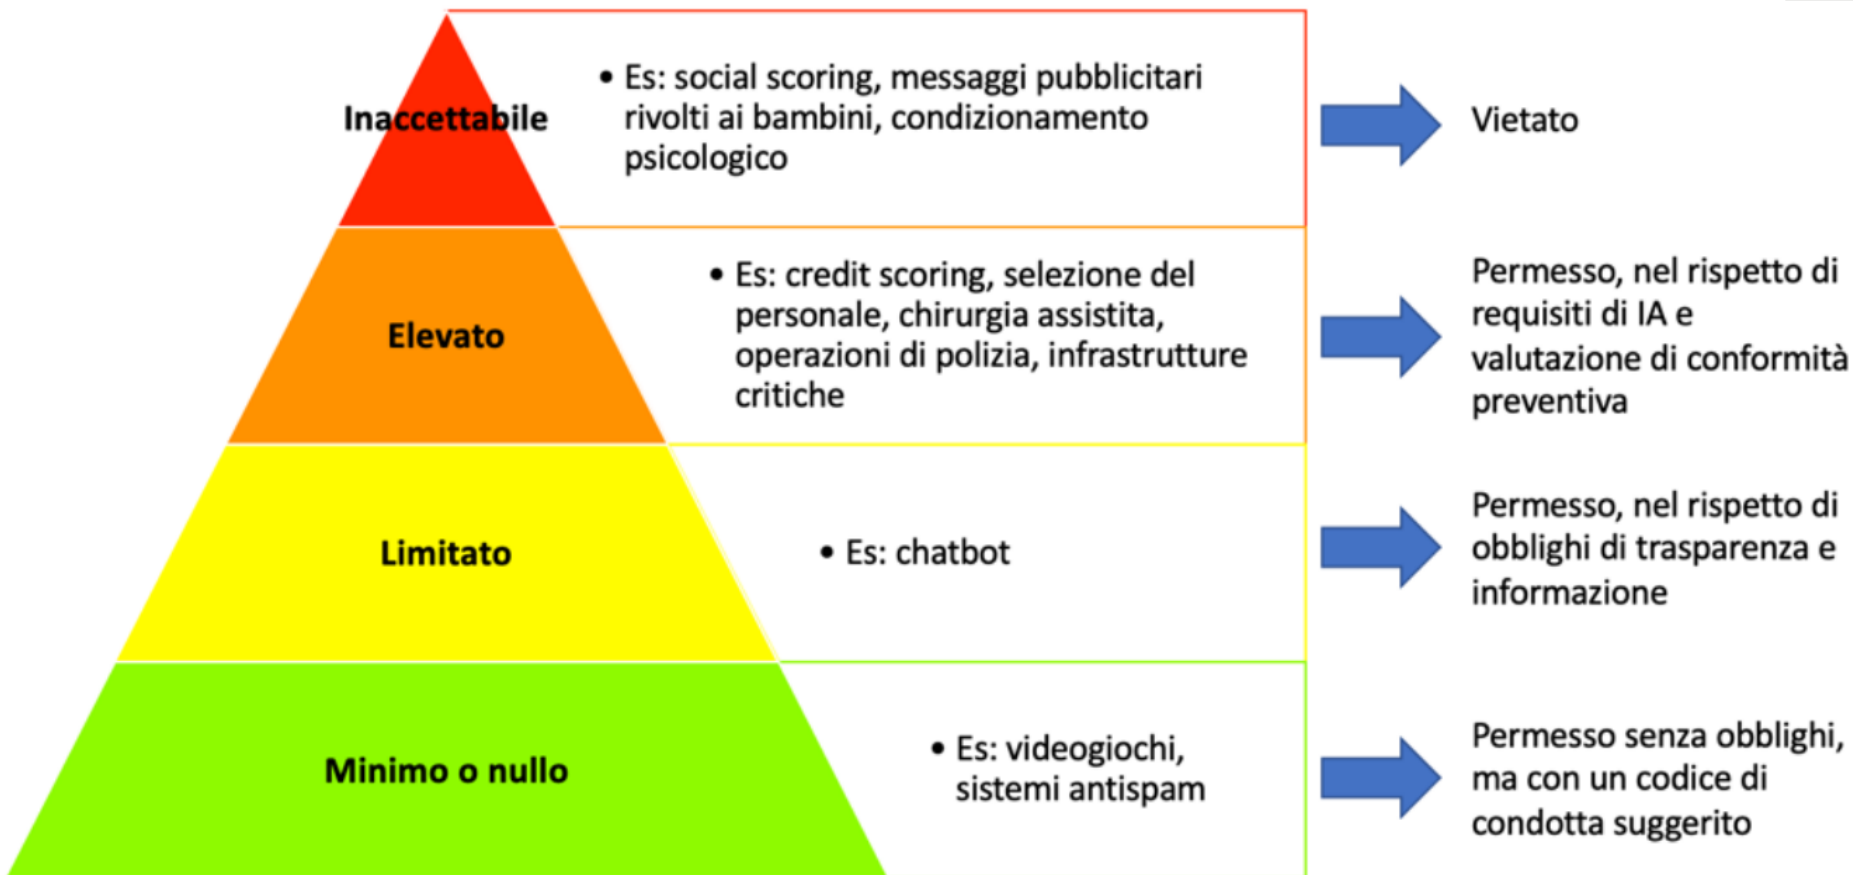 Inaccettabile
• Es: social scoring, messaggi pubblicitari
rivolti ai bambini, condizionamento
psicologico
Vietato
Elevato
• Es: credit scoring, selezione del
personale, chirurgia assistita,
operazioni di polizia, infrastrutture
critiche
Permesso, nel rispetto di
requisiti di IA e
valutazione di conformità
preventiva
Limitato
• Es: chatbot
Permesso, nel rispetto di
obblighi di trasparenza e
informazione
Minimo o nullo
• Es: videogiochi,
sistemi antispam
Permesso senza obblighi,
ma con un codice di
condotta suggerito